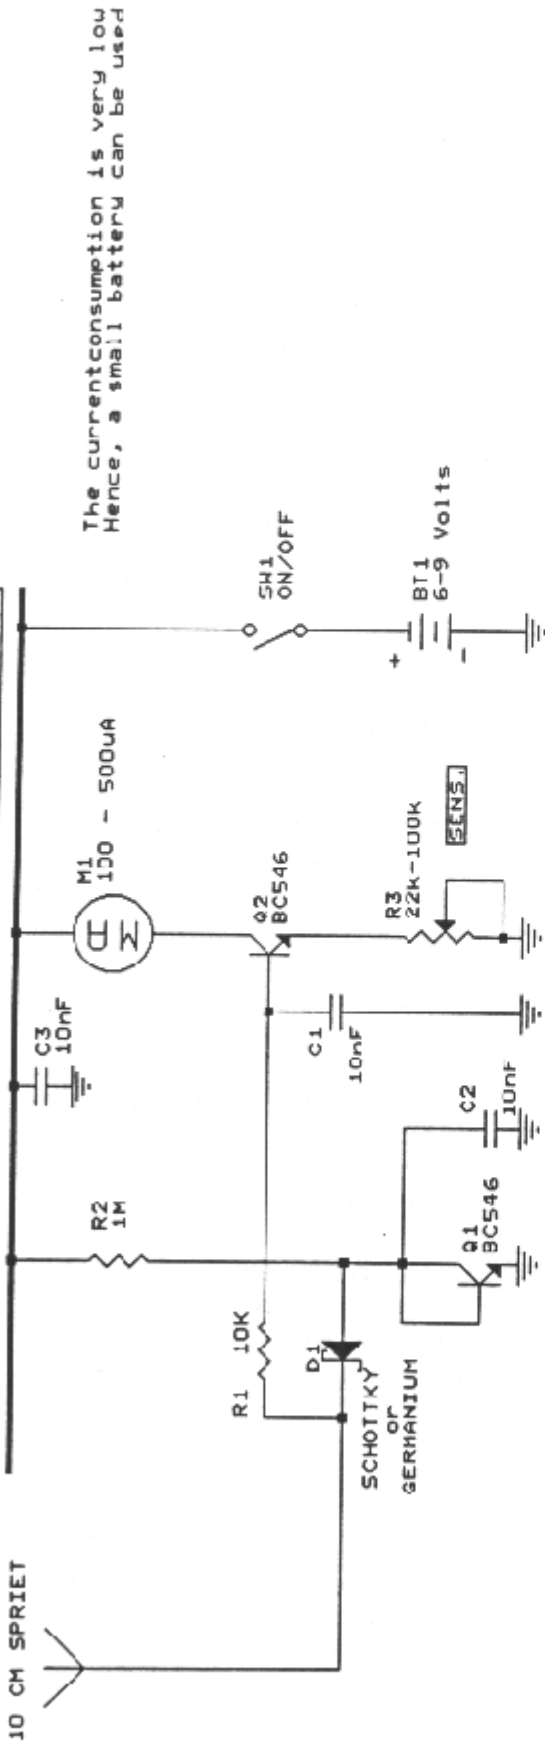 10 CM SPRIET
R2
1M
C3
10nF
M1
100 - 500uA
The currentconsumption is very low
Hence, a small battery can be used
R1 10K
D1
SCHOTTKY
or
GERMANIUM
Q1
BC546
C2
10nF
C1
10nF
Q2
BC546
R3
22K-100K
SENS.
SW1
ON/OFF
+
BT1
6-9 Volts
-